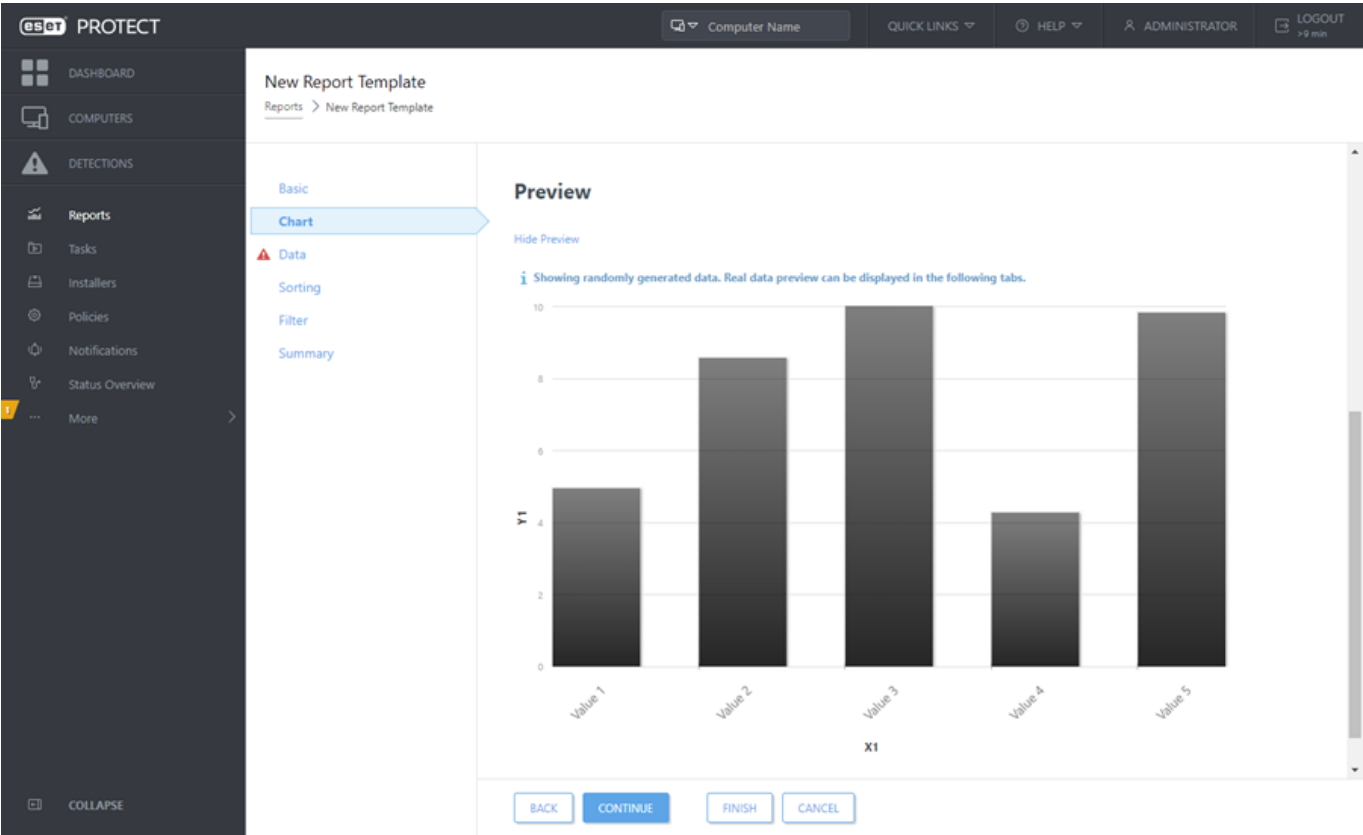 eset PROTECT
Computer Name
QUICK LINKS
HELP
ADMINISTRATOR
LOGOUT
>9 min
DASHBOARD
COMPUTERS
DETECTIONS
Reports
Tasks
Installers
Policies
Notifications
Status Overview
More
COLLAPSE
New Report Template
Reports > New Report Template
Basic
Chart
Data
Sorting
Filter
Summary
Preview
Hide Preview
Showing randomly generated data. Real data preview can be displayed in the following tabs.
10
8
6
4
2
0
Y1
Value 1
Value 2
Value 3
Value 4
Value 5
X1
BACK
CONTINUE
FINISH
CANCEL